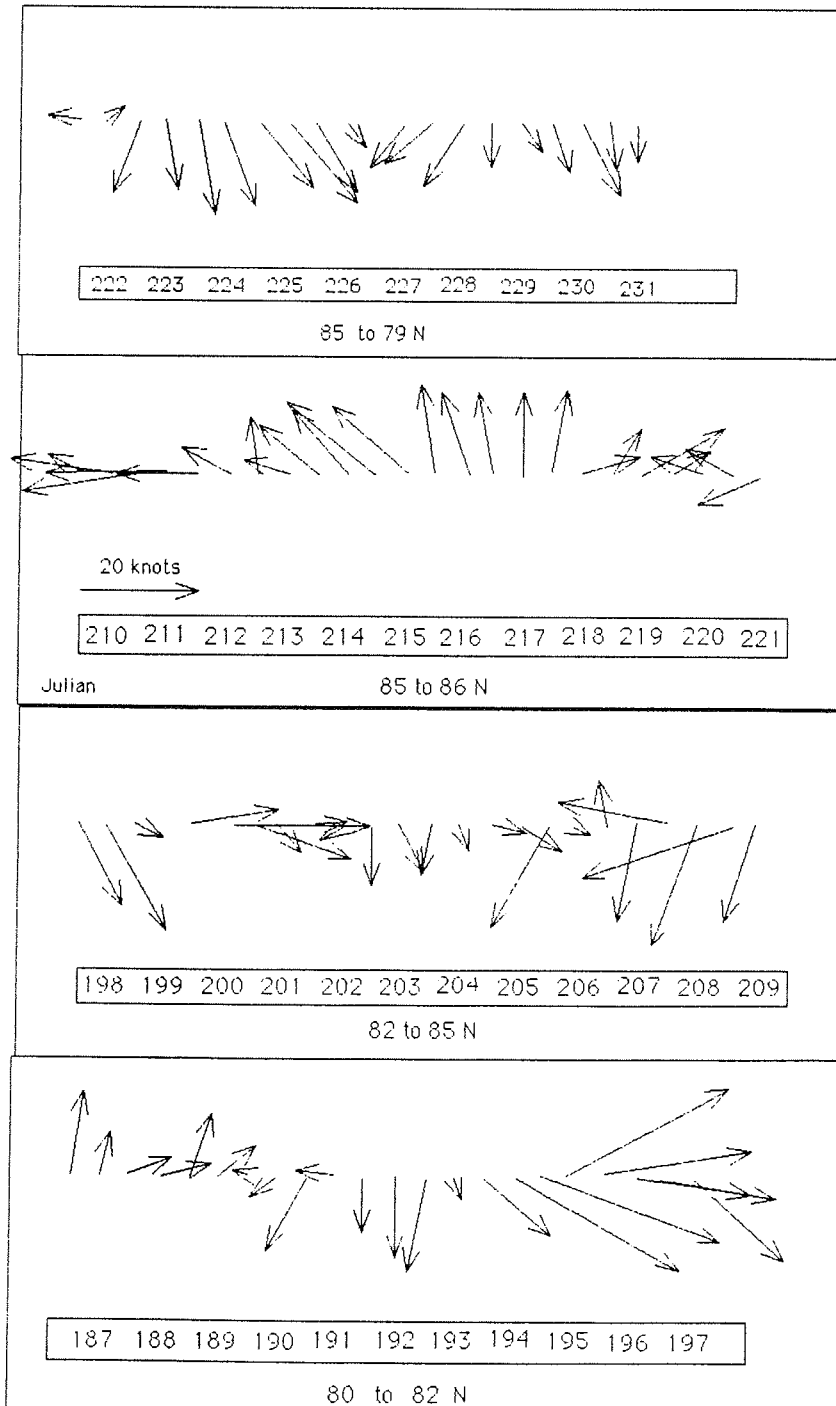 222 223 224 225 226 227 228 229 230 231
85 to 79 N
20 knots
210 211 212 213 214 215 216 217 218 219 220 221
Julian 85 to 86 N
198 199 200 201 202 203 204 205 206 207 208 209
82 to 85 N
187 188 189 190 191 192 193 194 195 196 197
80 to 82 N